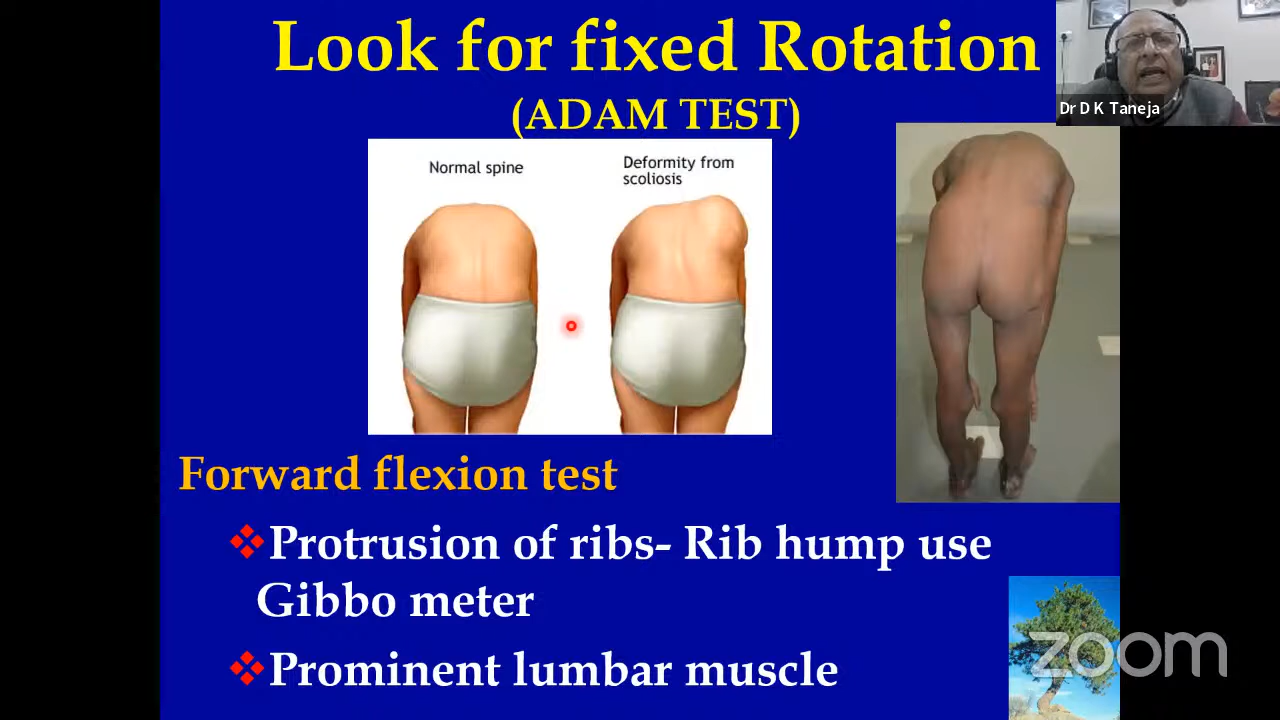 Look for fixed Rotation
(ADAM TEST)
Dr D K Taneja
Normal spine
Deformity from
scoliosis
Forward flexion test
Protrusion of ribs- Rib hump use
Gibbo meter
Prominent lumbar muscle
zoom